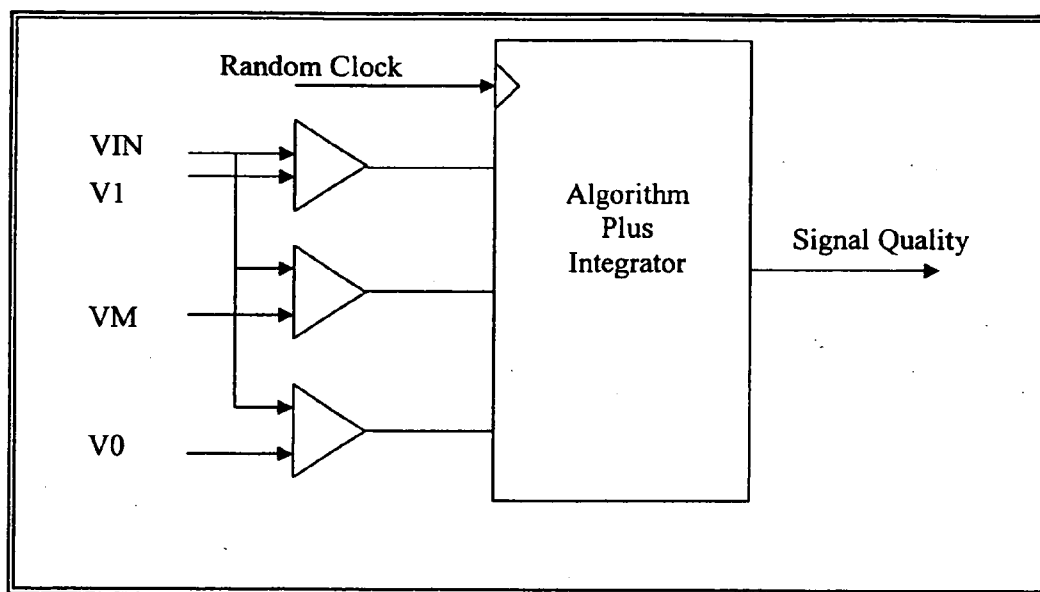 Random Clock
VIN
V1
VM
V0
Algorithm
Plus
Integrator
Signal Quality